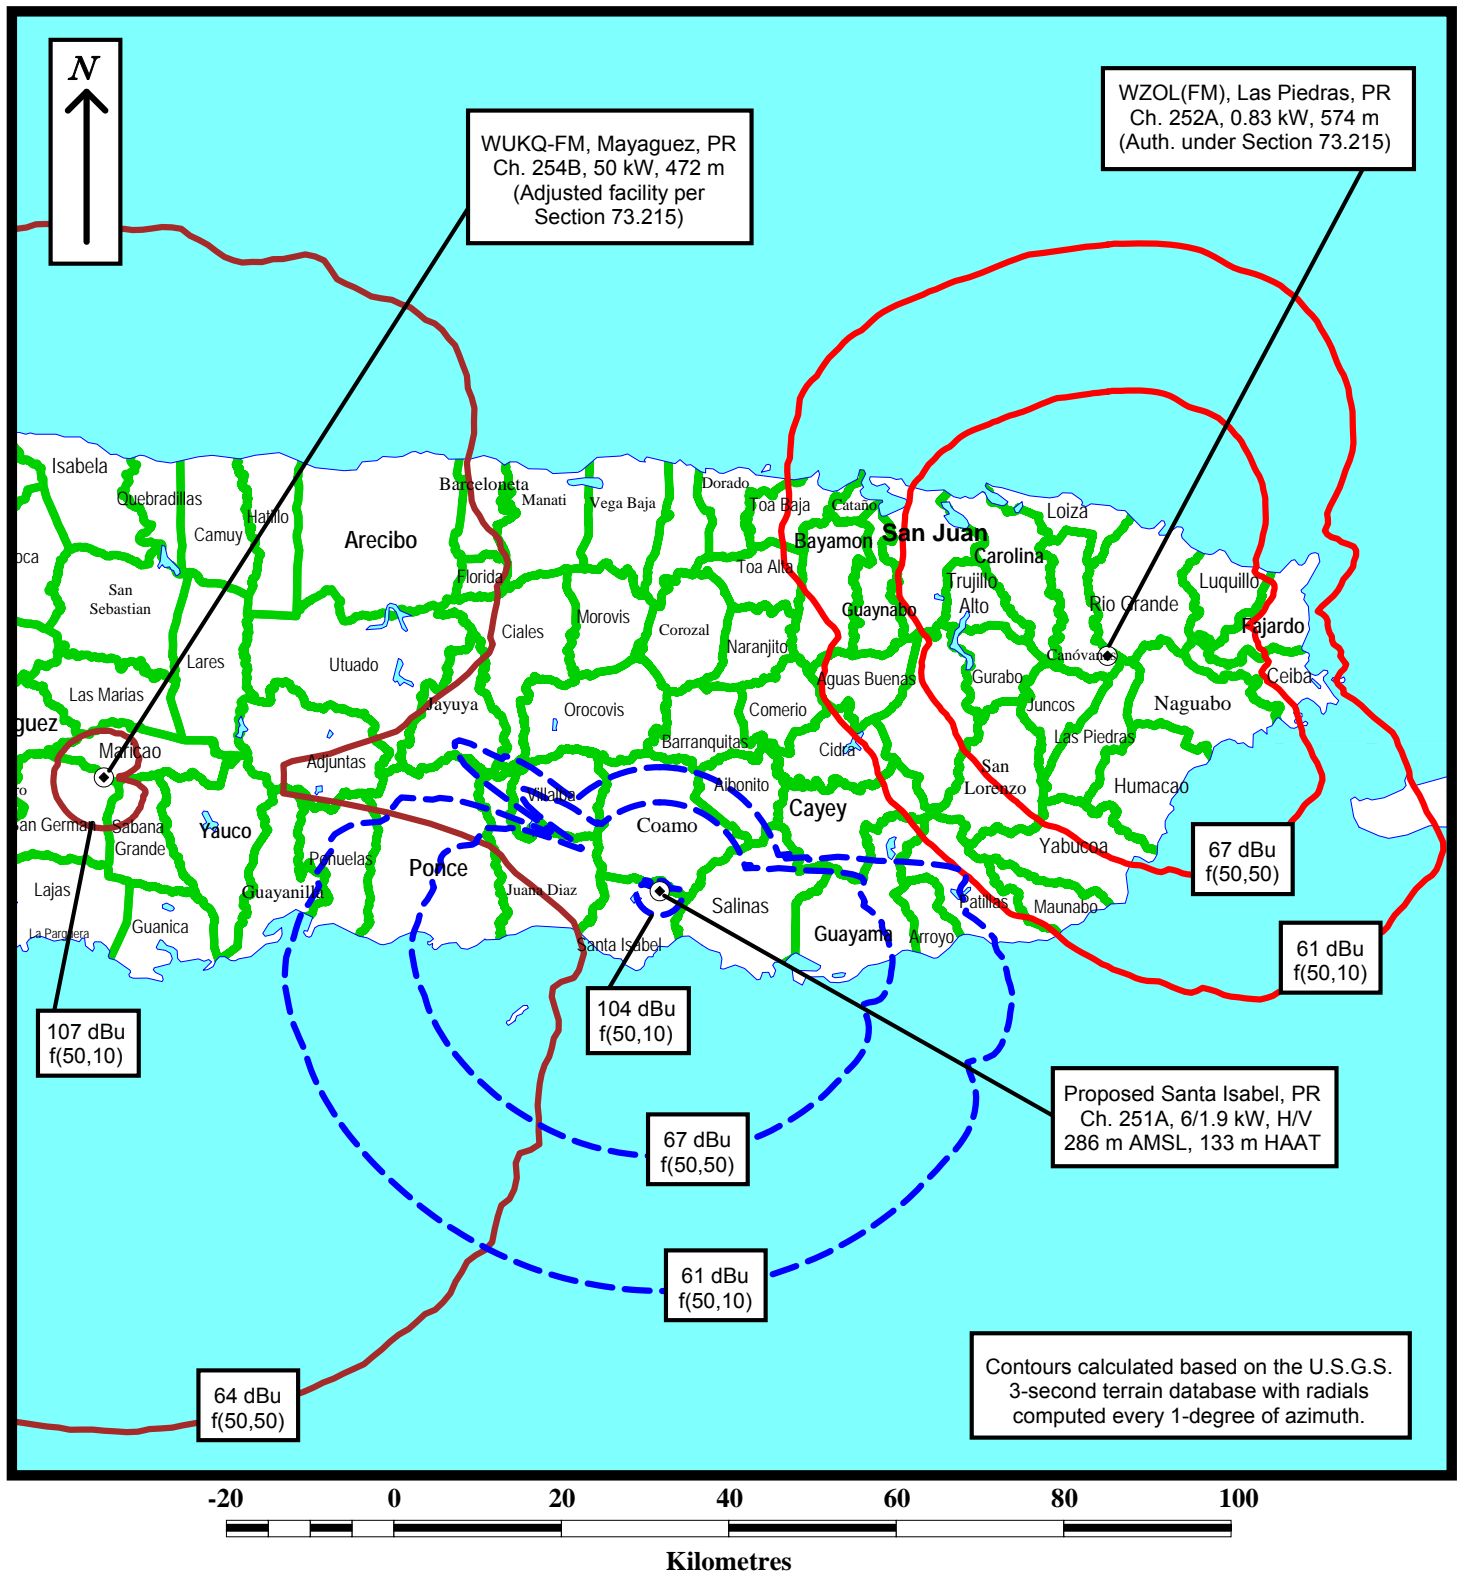 N
WZOL(FM), Las Piedras, PR
Ch. 252A, 0.83 kW, 574 m
(Auth. under Section 73.215)
WUKQ-FM, Mayaguez, PR
Ch. 254B, 50 kW, 472 m
(Adjusted facility per
Section 73.215)
Isabela
Quebradillas
Camuy
Hatillo
Arecibo
Barceloneta
Manati
Vega Baja
Dorado
Toa Baja
Cataño
Bayamon
San Juan
Carolina
Loiza
oca
San
Sebastian
Florida
Toa Alta
Trujillo
Alto
Luquillo
Ciales
Morovis
Corozal
Guaynabo
Rio Grande
Fajardo
Lares
Utuado
Naranjito
Canóvanas
Las Marias
Aguas Buenas
Gurabo
Ceiba
guez
Jayuya
Orocovis
Comerio
Juncos
Naguabo
Maricao
Adjuntas
Barranquitas
Cidra
Las Piedras
ro
Villalba
Aibonito
San
Lorenzo
Humacao
San German
Sabana
Grande
Yauco
Coamo
Cayey
Yabucoa
Peñuelas
Ponce
67 dBu
f(50,50)
Lajas
Guayanilla
Juana Diaz
Salinas
Patillas
Maunabo
La Parguera
Guanica
Santa Isabel
Guayama
Arroyo
61 dBu
f(50,10)
107 dBu
f(50,10)
104 dBu
f(50,10)
Proposed Santa Isabel, PR
Ch. 251A, 6/1.9 kW, H/V
286 m AMSL, 133 m HAAT
67 dBu
f(50,50)
61 dBu
f(50,10)
64 dBu
f(50,50)
Contours calculated based on the U.S.G.S.
3-second terrain database with radials
computed every 1-degree of azimuth.
-20 0 20 40 60 80 100
Kilometres